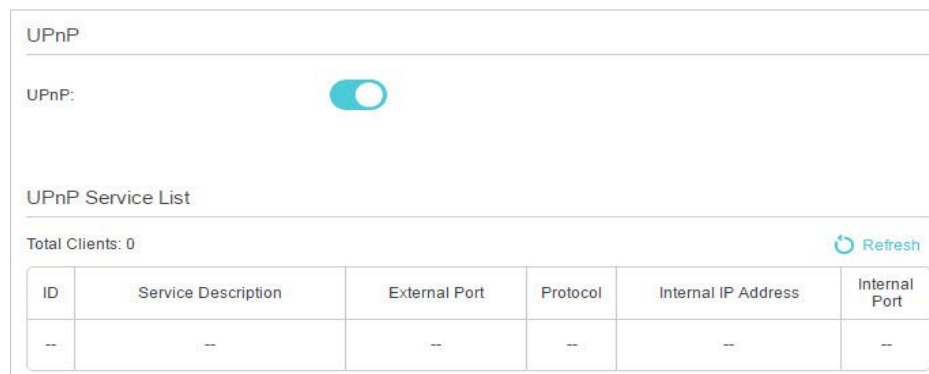 UPnP
UPnP:
UPnP Service List
Total Clients: 0
Refresh
ID Service Description External Port Protocol Internal IP Address Internal Port
-- -- -- -- -- --